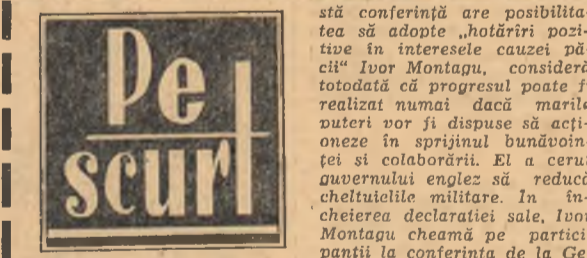 Pe
scurt
stă conferință are posibilita-
tea să adopte „hotărîri pozi-
tive în interesele cauzei pă-
cii“ Ivor Montagu, consideră
totodată că progresul poate f
realizat numai dacă marile
puteri vor fi dispuse să acți-
oneze în sprijinul bunăvoin-
ței și colaborării. El a cerut
guvernului englez să reducă
cheltuielile militare. In în-
cheierea declarației sale, Ivor
Montagu cheamă pe partici-
panții la conferința de la Ge-